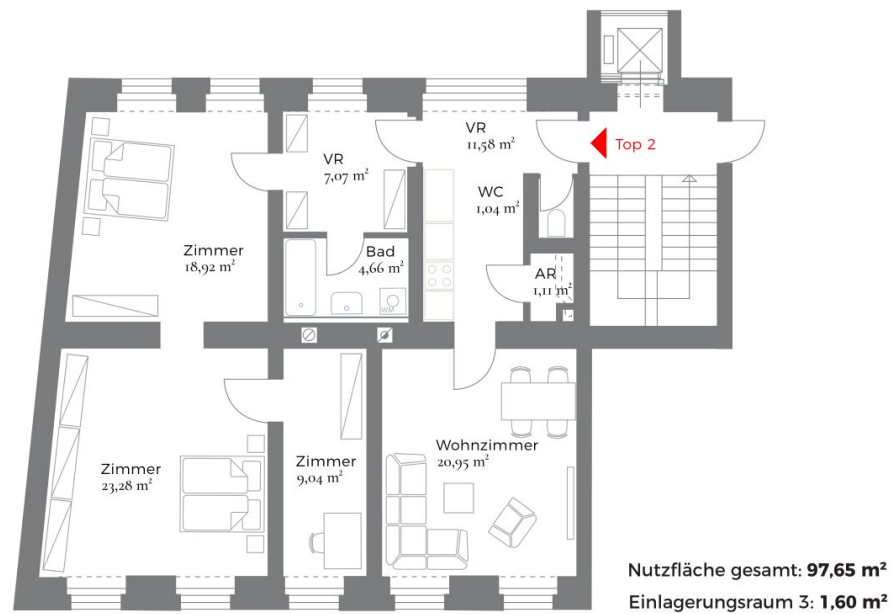 VR
11,58 m²
Top 2
VR
7,07 m²
WC
1,04 m²
Zimmer
18,92 m²
Bad
4,66 m²
AR
1,11 m²
WM
Zimmer
23,28 m²
Zimmer
9,04 m²
Wohnzimmer
20,95 m²
Nutzfläche gesamt: 97,65 m²
Einlagerungsraum 3: 1,60 m²